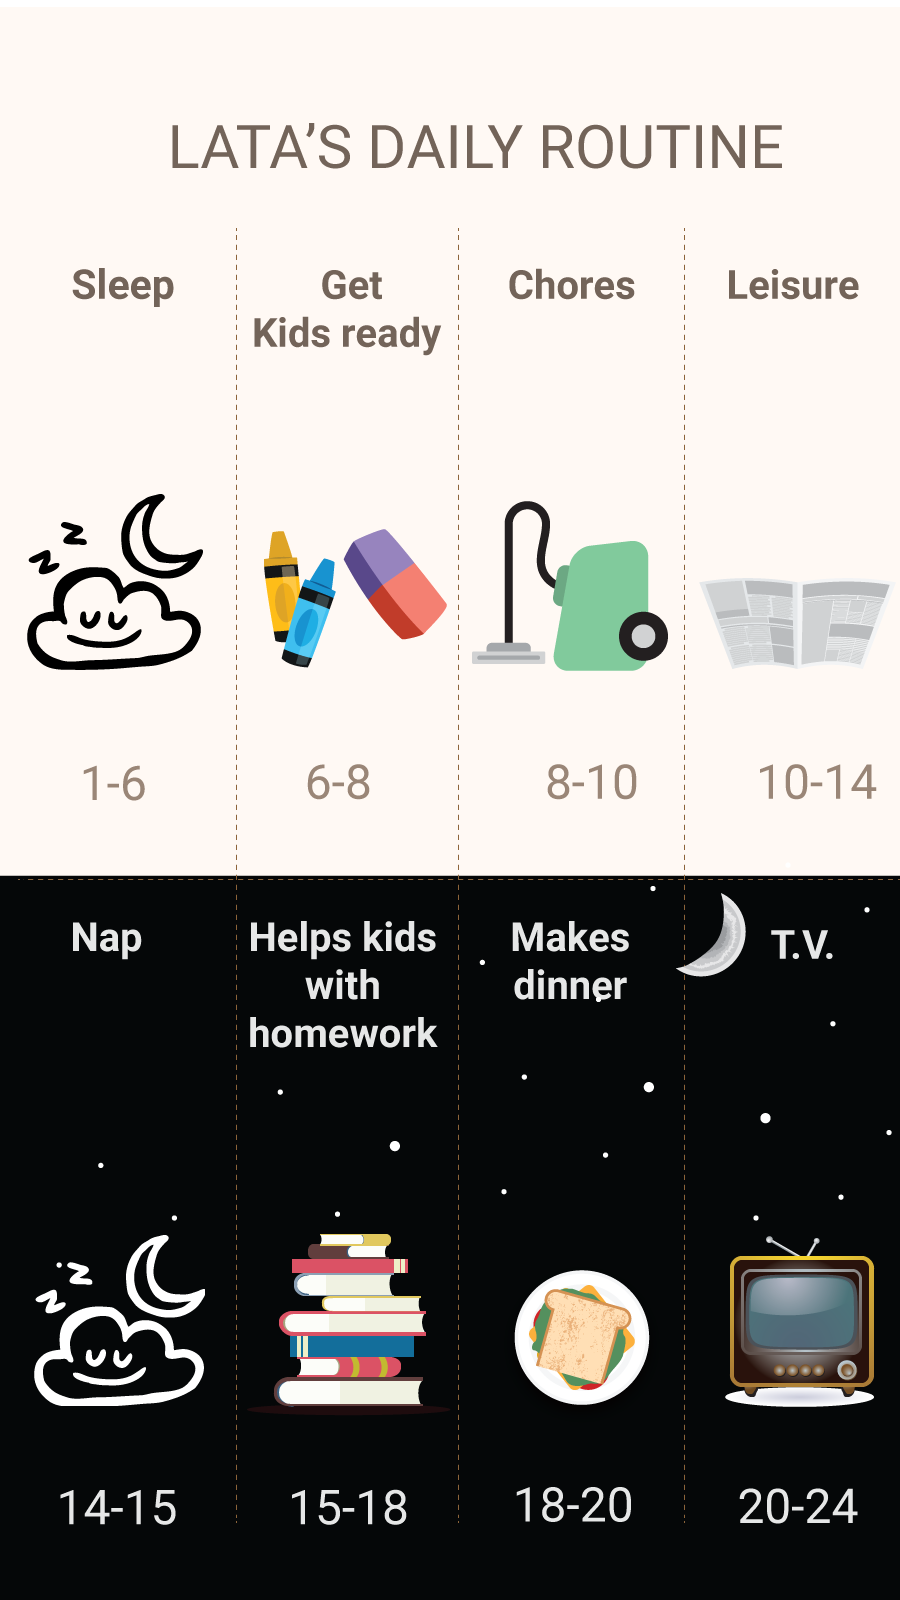 LATA’S DAILY ROUTINE
Sleep
Get
Kids ready
Chores
Leisure
1-6
6-8
8-10
10-14
Nap
Helps kids
with
homework
Makes
dinner
T.V.
14-15
15-18
18-20
20-24